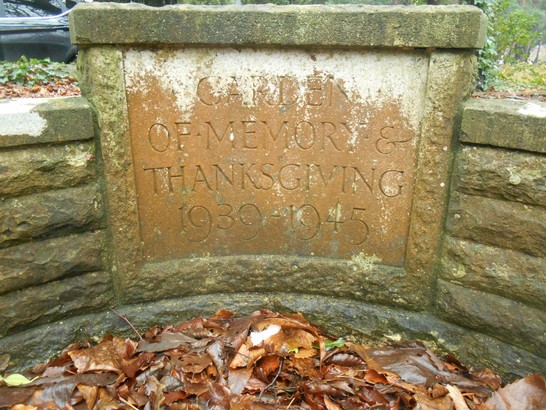 GARDEN
OF·MEMORY·&
THANKSGIVING
1939-1945